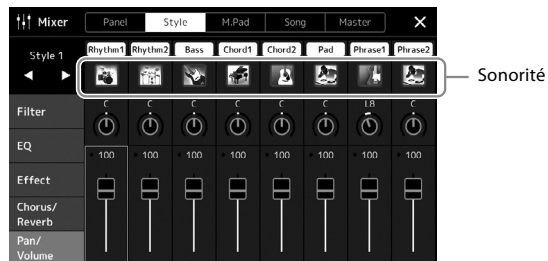 Mixer Panel Style M.Pad Song Master
Style 1 Rhythm1 Rhythm2 Bass Chord1 Chord2 Pad Phrase1 Phrase2
Sonorité
Filter C C C C C C L8 C
EQ
100 100 100 100 100 100 100 100
Effect
Chorus/
Reverb
Pan/
Volume